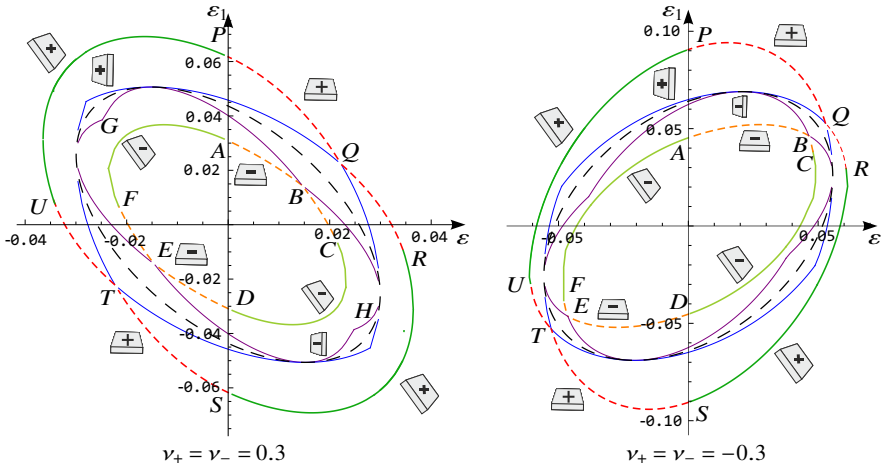 ε₁
P
0.06
0.04
G
Q
A
0.02
B
F
U
ε
-0.04
-0.02
0.02
0.04
E
C
R
-0.02
D
H
T
-0.04
-0.06
S
ν₊ = ν₋ = 0.3
ε₁
0.10
P
Q
0.05
A
B
C
R
ε
-0.05
0.05
U
F
E
D
T
-0.05
S
-0.10
ν₊ = ν₋ = −0.3